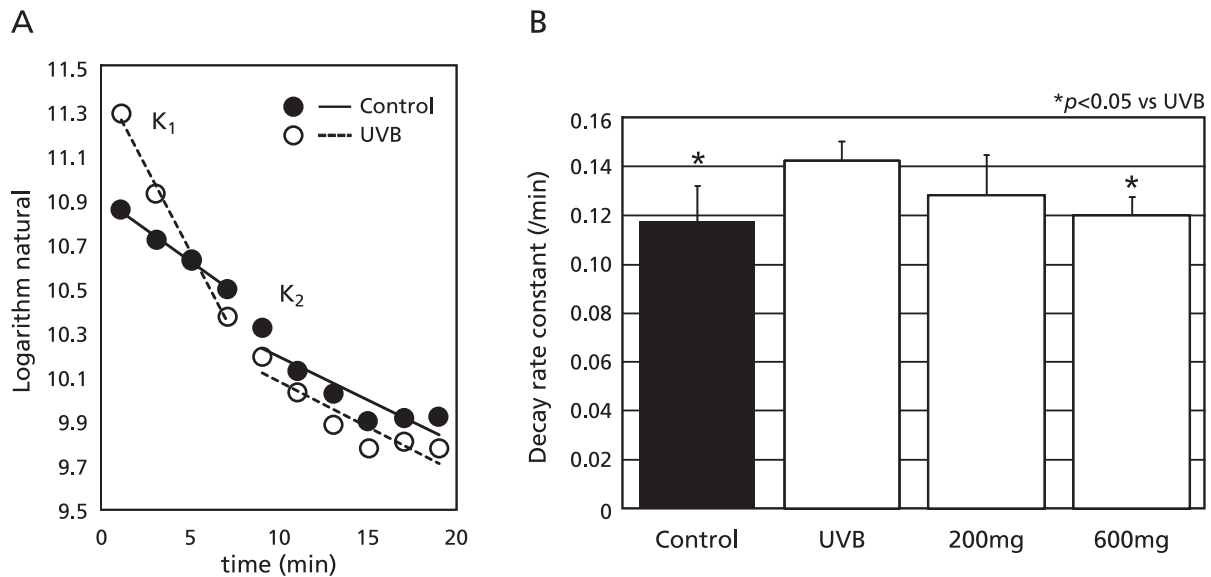 A
Logarithm natural
11.5
11.3
11.1
10.9
10.7
10.5
10.3
10.1
9.9
9.7
9.5
K1
K2
Control
UVB
0
5
10
15
20
time (min)
B
*p<0.05 vs UVB
Decay rate constant (/min)
0.16
0.14
0.12
0.10
0.08
0.06
0.04
0.02
0
*
*
Control
UVB
200mg
600mg